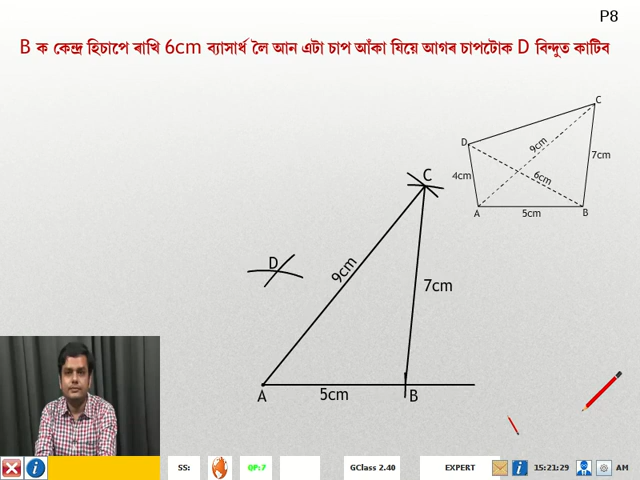 P8
B ক কেন্দ্ৰ হিচাপে ৰাখি 6cm ব্যাসাৰ্ধ লৈ আন এটা চাপ আঁকা যিয়ে আগৰ চাপটোক D বিন্দুত কাটিব
C
D
9cm
7cm
4cm
6cm
A
5cm
B
C
D
9cm
7cm
A
5cm
B
SS:
QP:7
GClass 2.40
EXPERT
15:21:29
AM